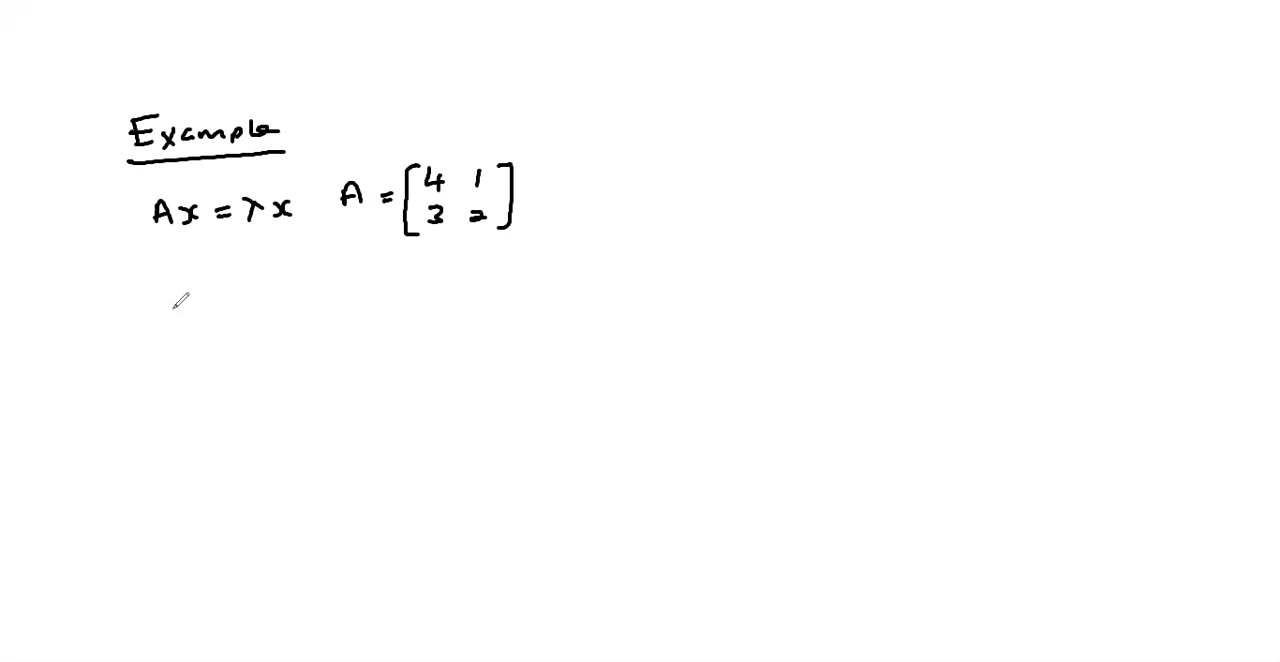 Example
Ax = λx A = [4 1
3 2]